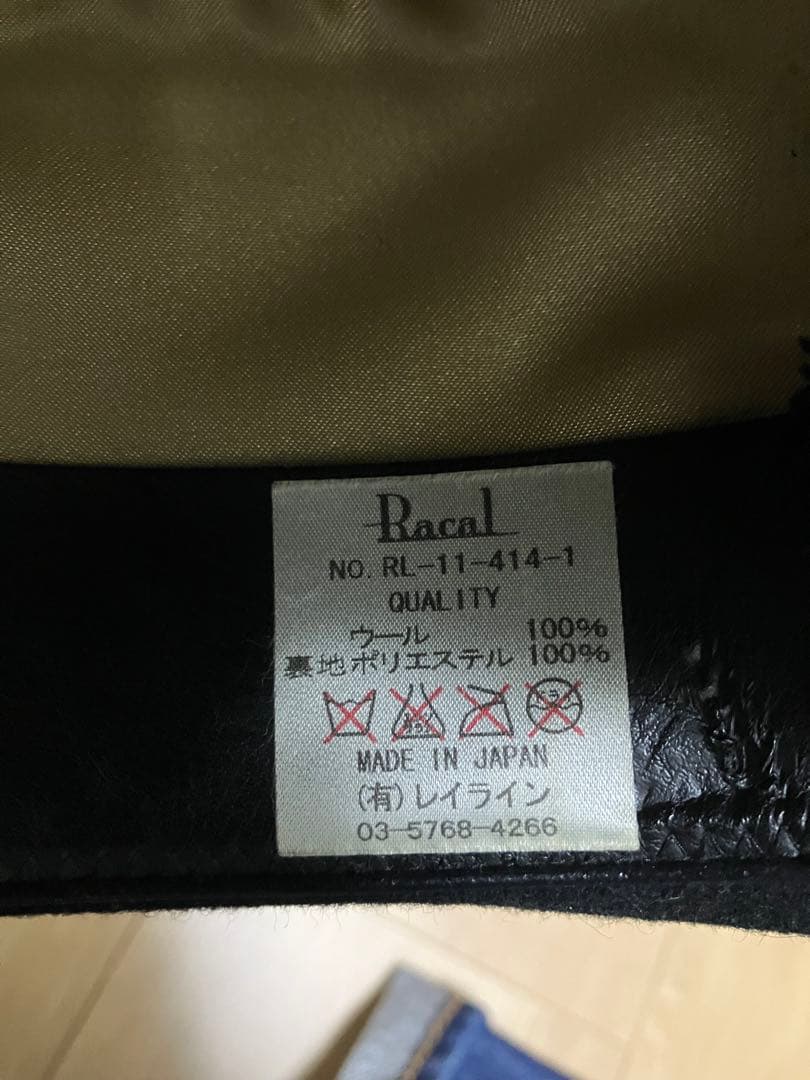 Racal
NO. RL-11-414-1
QUALITY
ウール 100%
裏地ポリエステル 100%
MADE IN JAPAN
(有)レイライン
03-5768-4266